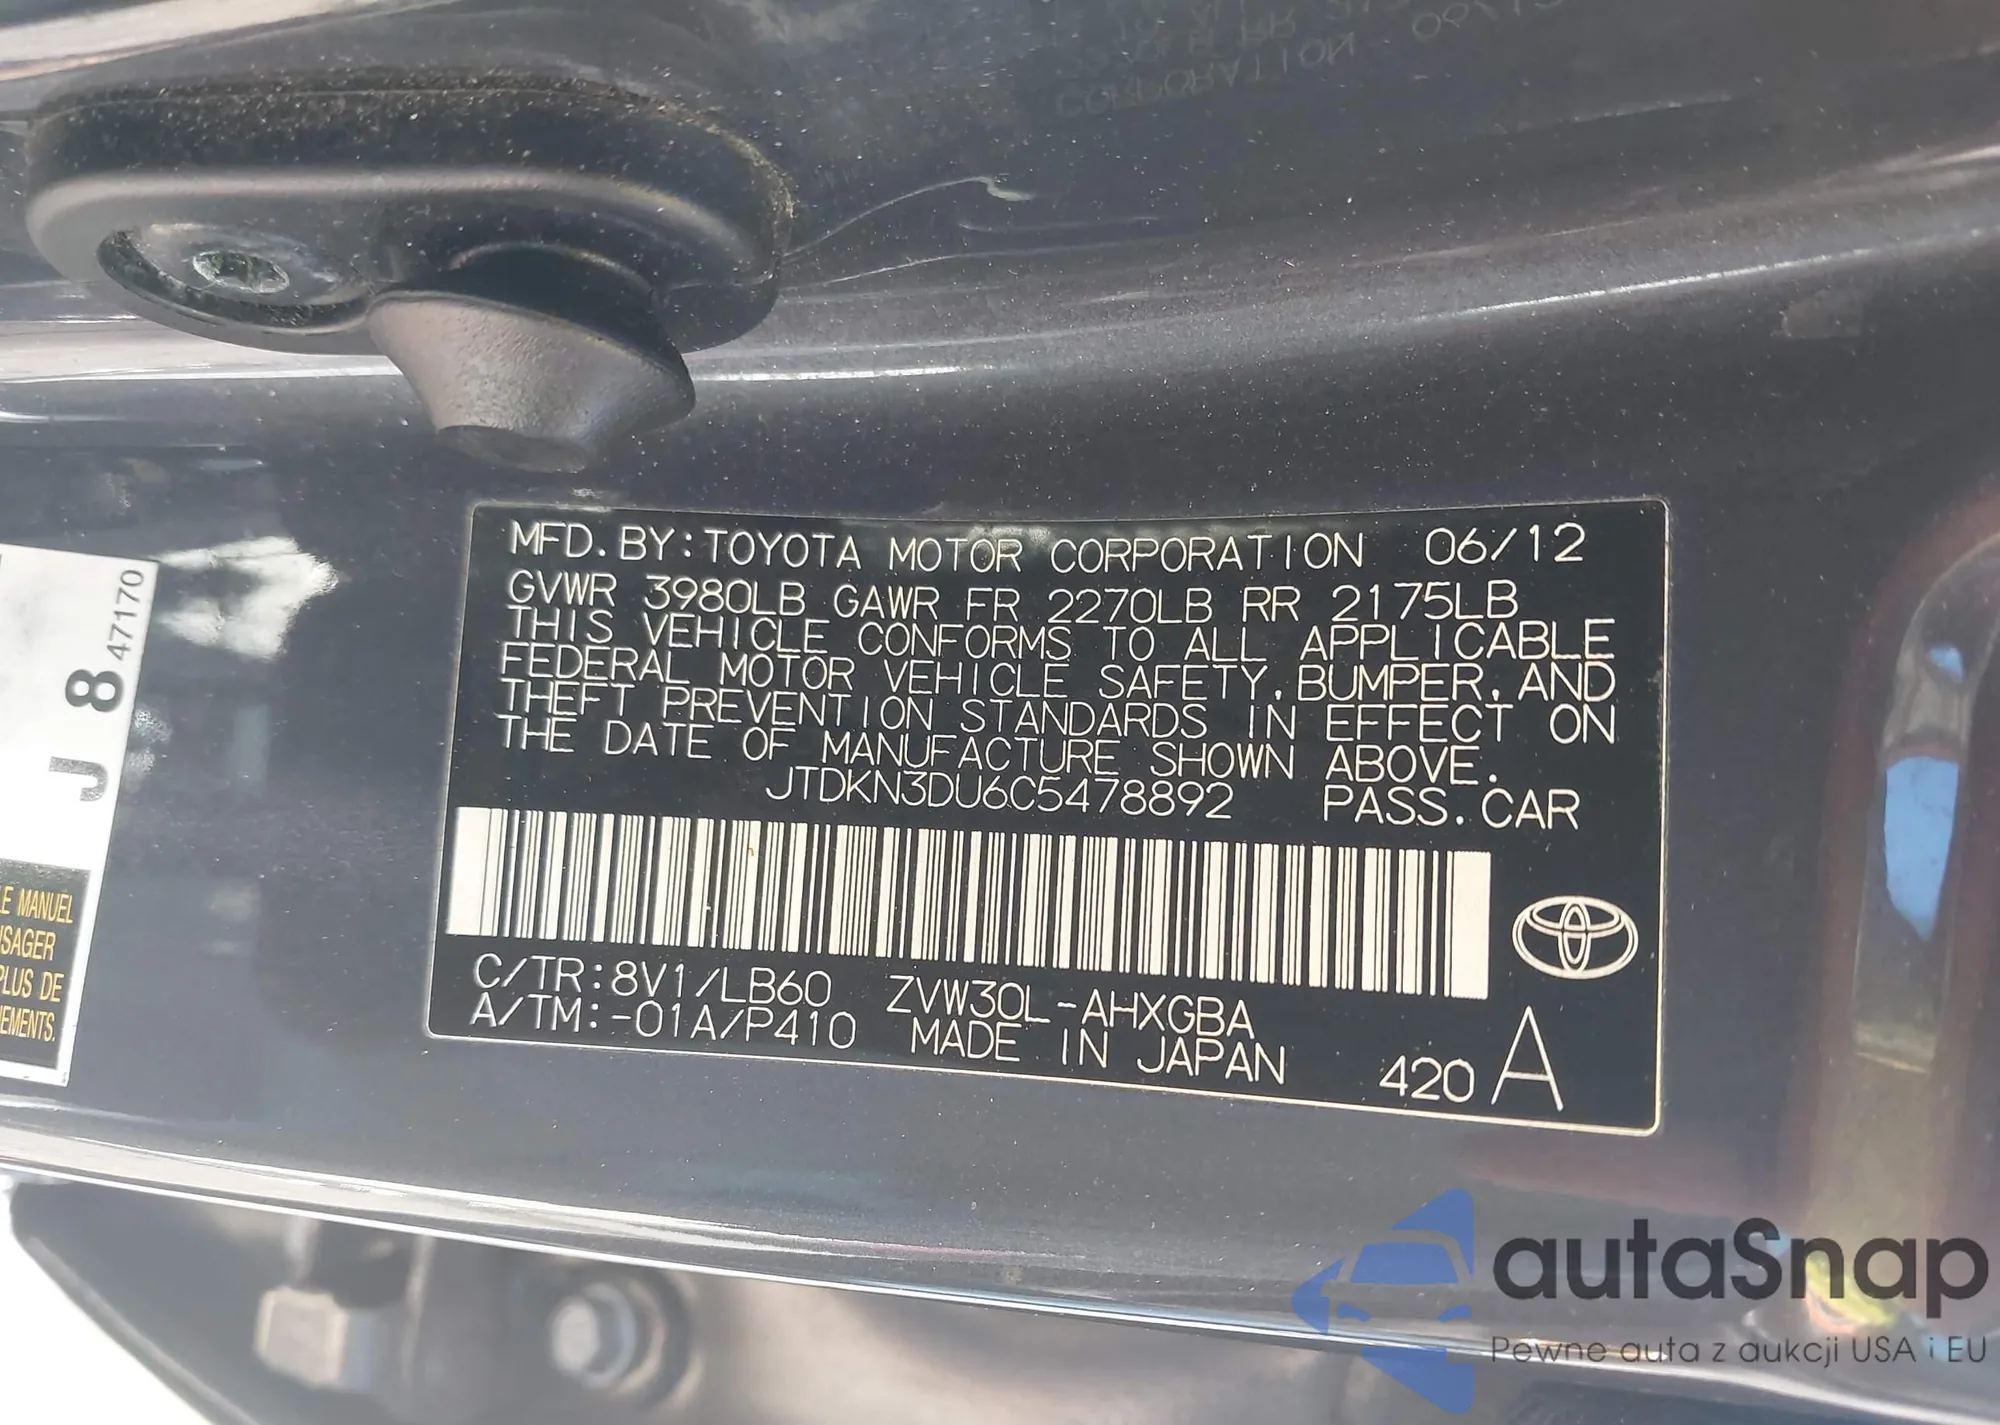 MFD. BY: TOYOTA MOTOR CORPORATION 06/12
GVWR 3980LB GAWR FR 2270LB RR 2175LB
THIS VEHICLE CONFORMS TO ALL APPLICABLE
FEDERAL MOTOR VEHICLE SAFETY, BUMPER, AND
THEFT PREVENTION STANDARDS IN EFFECT ON
THE DATE OF MANUFACTURE SHOWN ABOVE.
JTDKN3DU6C5478892 PASS. CAR
C/TR:8V1/LB60 ZVW30L-AHXGBA
A/TM:-01A/P410 MADE IN JAPAN 420 A
J 8 47170
MANUEL
PLUS DE
autaSnap
Pewne auta z aukcji USA i EU